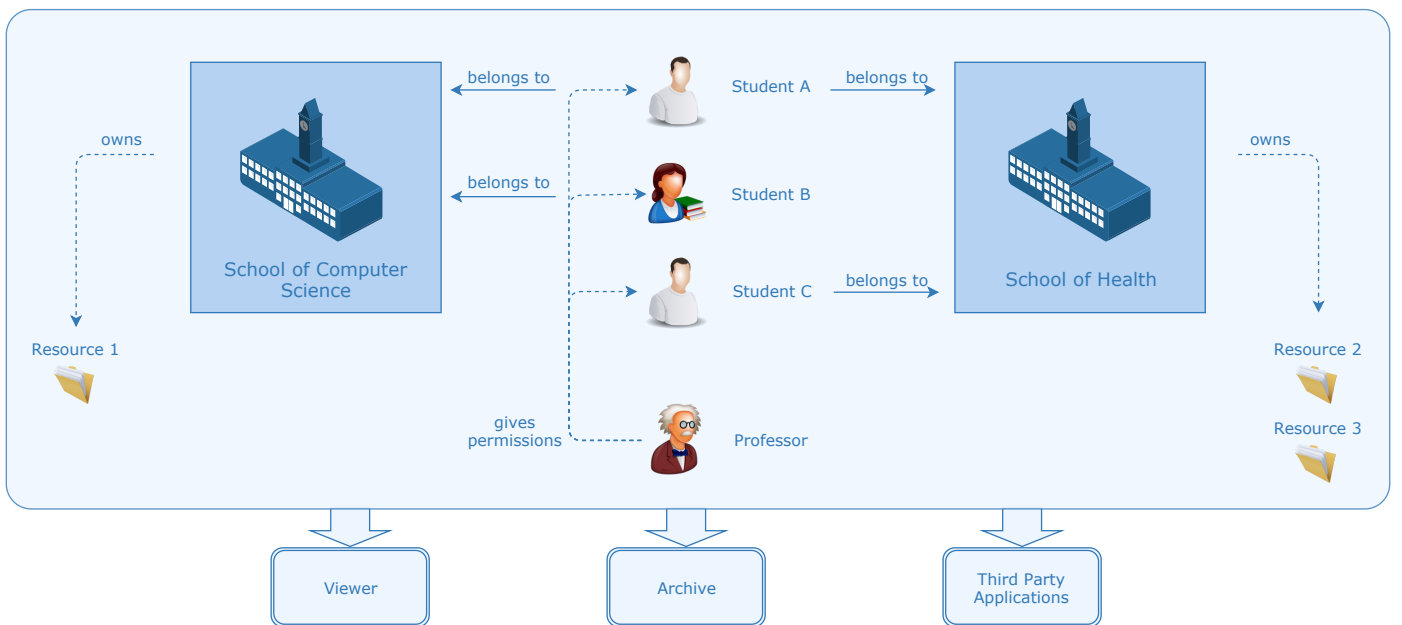 belongs to
Student A
belongs to
owns
owns
belongs to
Student B
School of Computer
Science
School of Health
Student C
belongs to
Resource 1
Resource 2
gives
permissions
Professor
Resource 3
Viewer
Archive
Third Party
Applications